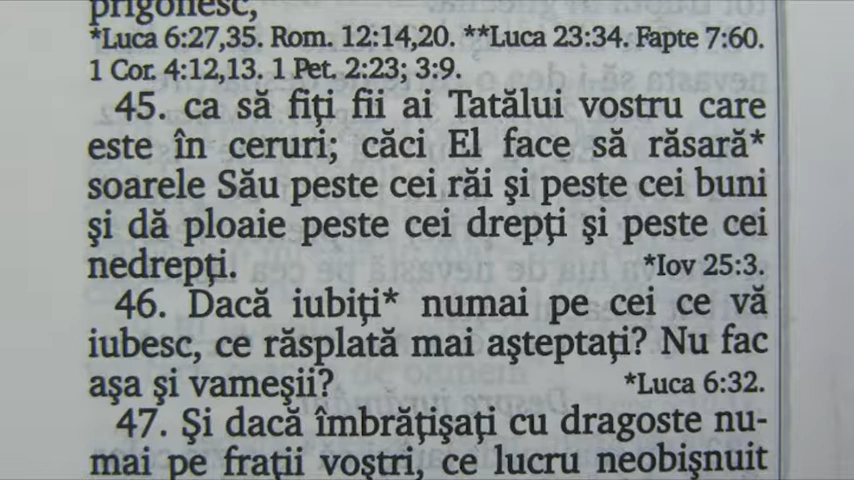 prigonesc,
*Luca 6:27,35. Rom. 12:14,20. **Luca 23:34. Fapte 7:60.
1 Cor. 4:12,13. 1 Pet. 2:23; 3:9.
45. ca să fiţi fii ai Tatălui vostru care
este în ceruri; căci El face să răsară*
soarele Său peste cei răi şi peste cei buni
şi dă ploaie peste cei drepţi şi peste cei
nedrepţi. *Iov 25:3.
46. Dacă iubiţi* numai pe cei ce vă
iubesc, ce răsplată mai aşteptaţi? Nu fac
aşa şi vameşii? *Luca 6:32.
47. Şi dacă îmbrăţişaţi cu dragoste nu-
mai pe fraţii voştri, ce lucru neobişnuit